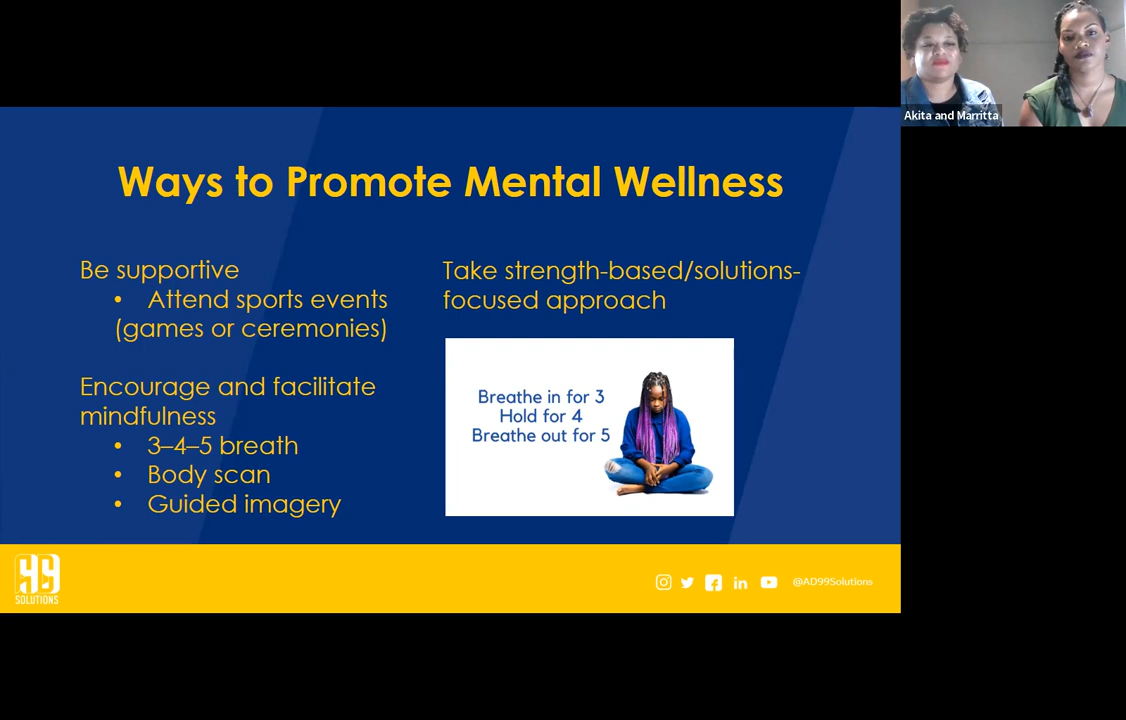 Akita and Marritta
Ways to Promote Mental Wellness
Be supportive
• Attend sports events
(games or ceremonies)
Encourage and facilitate
mindfulness
• 3–4–5 breath
• Body scan
• Guided imagery
Take strength-based/solutions-
focused approach
Breathe in for 3
Hold for 4
Breathe out for 5
99
SOLUTIONS
@AD99Solutions